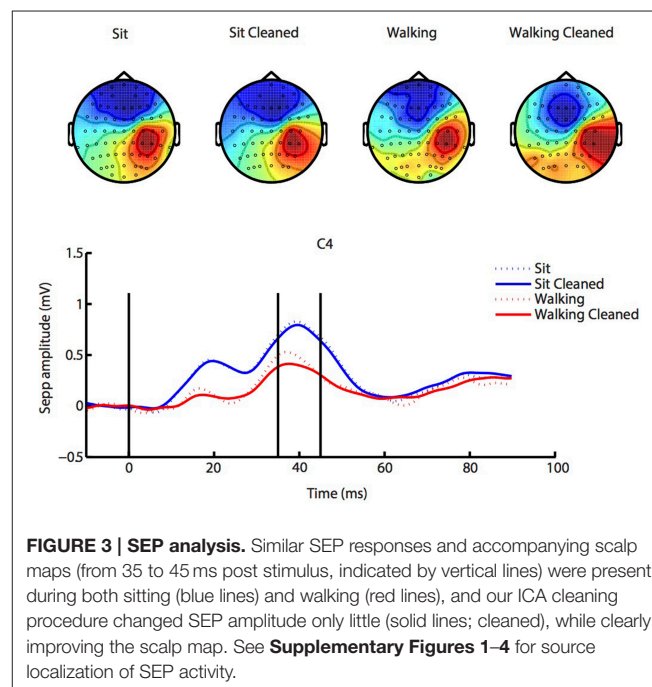 Sit Sit Cleaned Walking Walking Cleaned
C4
1.5
1
0.5
0
−0.5
Sepp amplitude (mV)
Sit
Sit Cleaned
Walking
Walking Cleaned
0 20 40 60 80 100
Time (ms)
FIGURE 3 | SEP analysis. Similar SEP responses and accompanying scalp
maps (from 35 to 45 ms post stimulus, indicated by vertical lines) were present
during both sitting (blue lines) and walking (red lines), and our ICA cleaning
procedure changed SEP amplitude only little (solid lines; cleaned), while clearly
improving the scalp map. See Supplementary Figures 1–4 for source
localization of SEP activity.